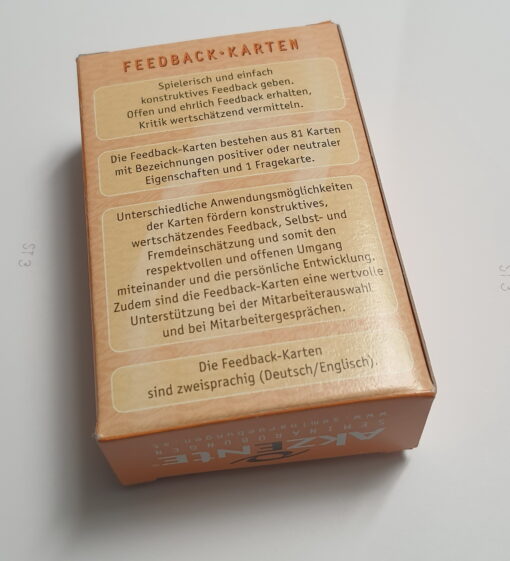 FEEDBACK•KARTEN
Spielerisch und einfach
konstruktives Feedback geben.
Offen und ehrlich Feedback erhalten,
Kritik wertschätzend vermitteln.
Die Feedback-Karten bestehen aus 81 Karten
mit Bezeichnungen positiver oder neutraler
Eigenschaften und 1 Fragekarte.
Unterschiedliche Anwendungsmöglichkeiten
der Karten fördern konstruktives,
wertschätzendes Feedback, Selbst- und
Fremdeinschätzung und somit den
respektvollen und offenen Umgang
miteinander und die persönliche Entwicklung.
Zudem sind die Feedback-Karten eine wertvolle
Unterstützung bei der Mitarbeiterauswahl
und bei Mitarbeitergesprächen.
Die Feedback-Karten
sind zweisprachig (Deutsch/Englisch).
AKZENTE
SEMINARÜBUNGEN
www.seminaruebungen.at